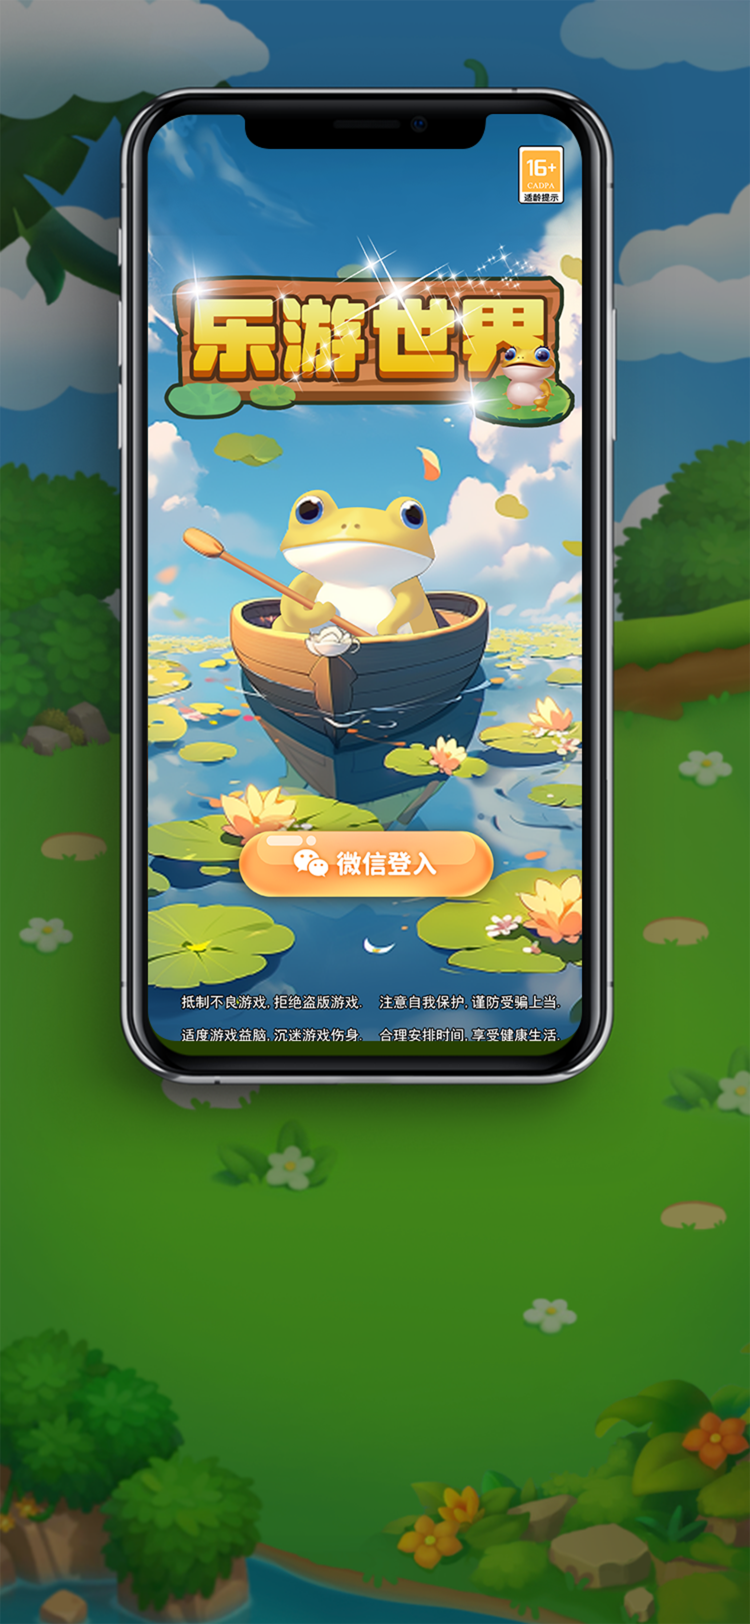 16+
CADPA
适龄提示
乐游世界
微信登入
抵制不良游戏, 拒绝盗版游戏. 注意自我保护, 谨防受骗上当.
适度游戏益脑, 沉迷游戏伤身. 合理安排时间, 享受健康生活.